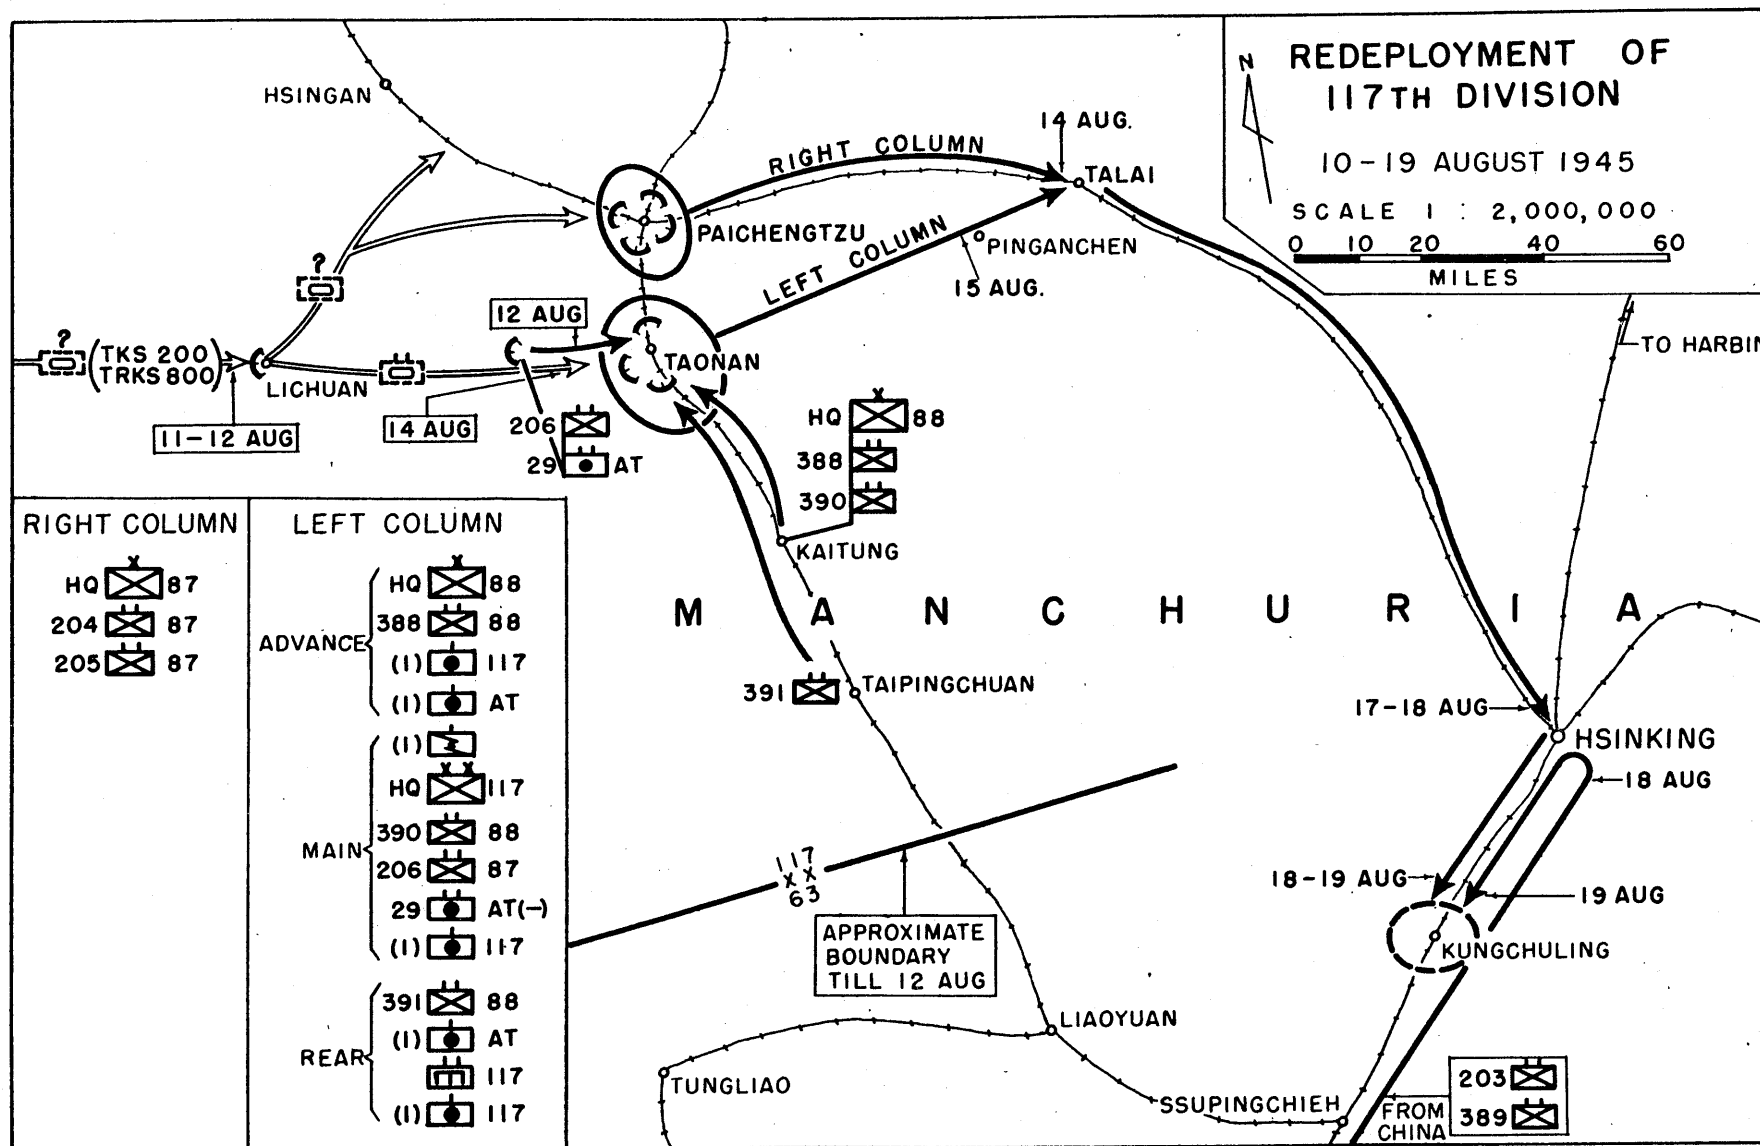 REDEPLOYMENT OF
117TH DIVISION
10-19 AUGUST 1945
SCALE 1 : 2,000,000
0 10 20 40 60
MILES
N
HSINGAN
14 AUG.
RIGHT COLUMN
TALAI
PAICHENGTZU
LEFT COLUMN
PINGANCHEN
15 AUG.
?
12 AUG
?
(TKS 200
TRKS 800)
LICHUAN
TAONAN
TO HARBIN
11-12 AUG
14 AUG
206
29 AT
HQ 88
388
390
KAITUNG
MANCHURIA
391
TAIPINGCHUAN
17-18 AUG
HSINKING
18 AUG
18-19 AUG
19 AUG
KUNGCHULING
117
X X
63
APPROXIMATE
BOUNDARY
TILL 12 AUG
LIAOYUAN
TUNGLIAO
SSUPINGCHIEH
FROM
CHINA
203
389
RIGHT COLUMN
HQ 87
204 87
205 87
LEFT COLUMN
ADVANCE
HQ 88
388 88
(1) 117
(1) AT
MAIN
(1)
HQ 117
390 88
206 87
29 AT(-)
(1) 117
REAR
391 88
(1) AT
117
(1) 117